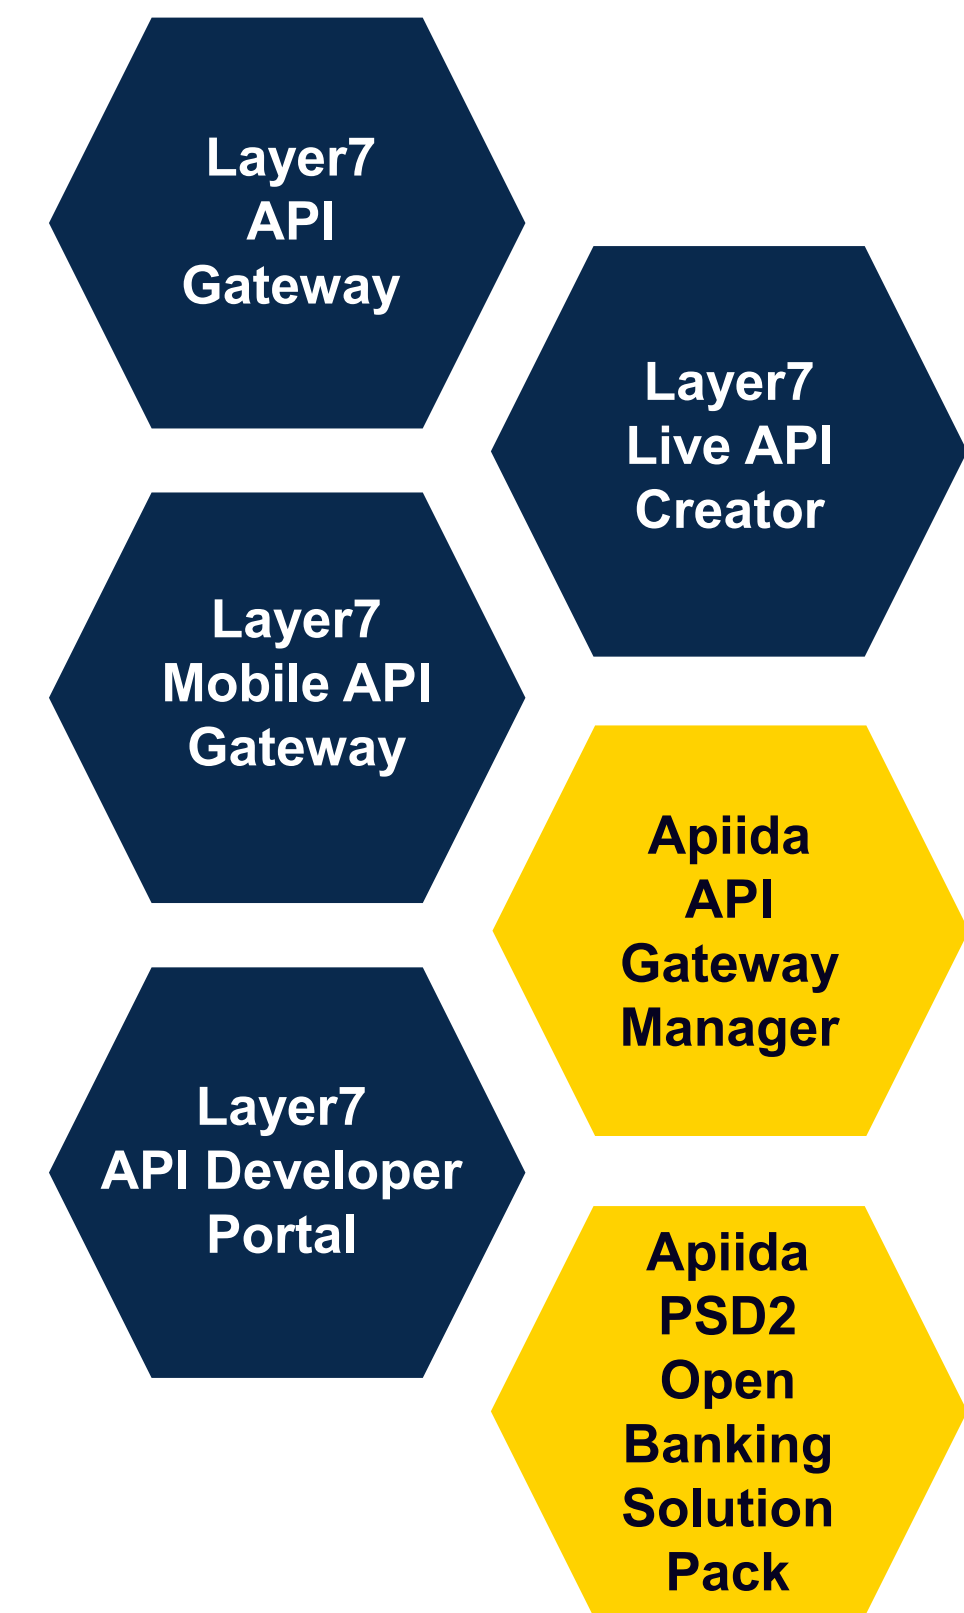 Layer7
API
Gateway
Layer7
Live API
Creator
Layer7
Mobile API
Gateway
Apiida
API
Gateway
Manager
Layer7
API Developer
Portal
Apiida
PSD2
Open
Banking
Solution
Pack